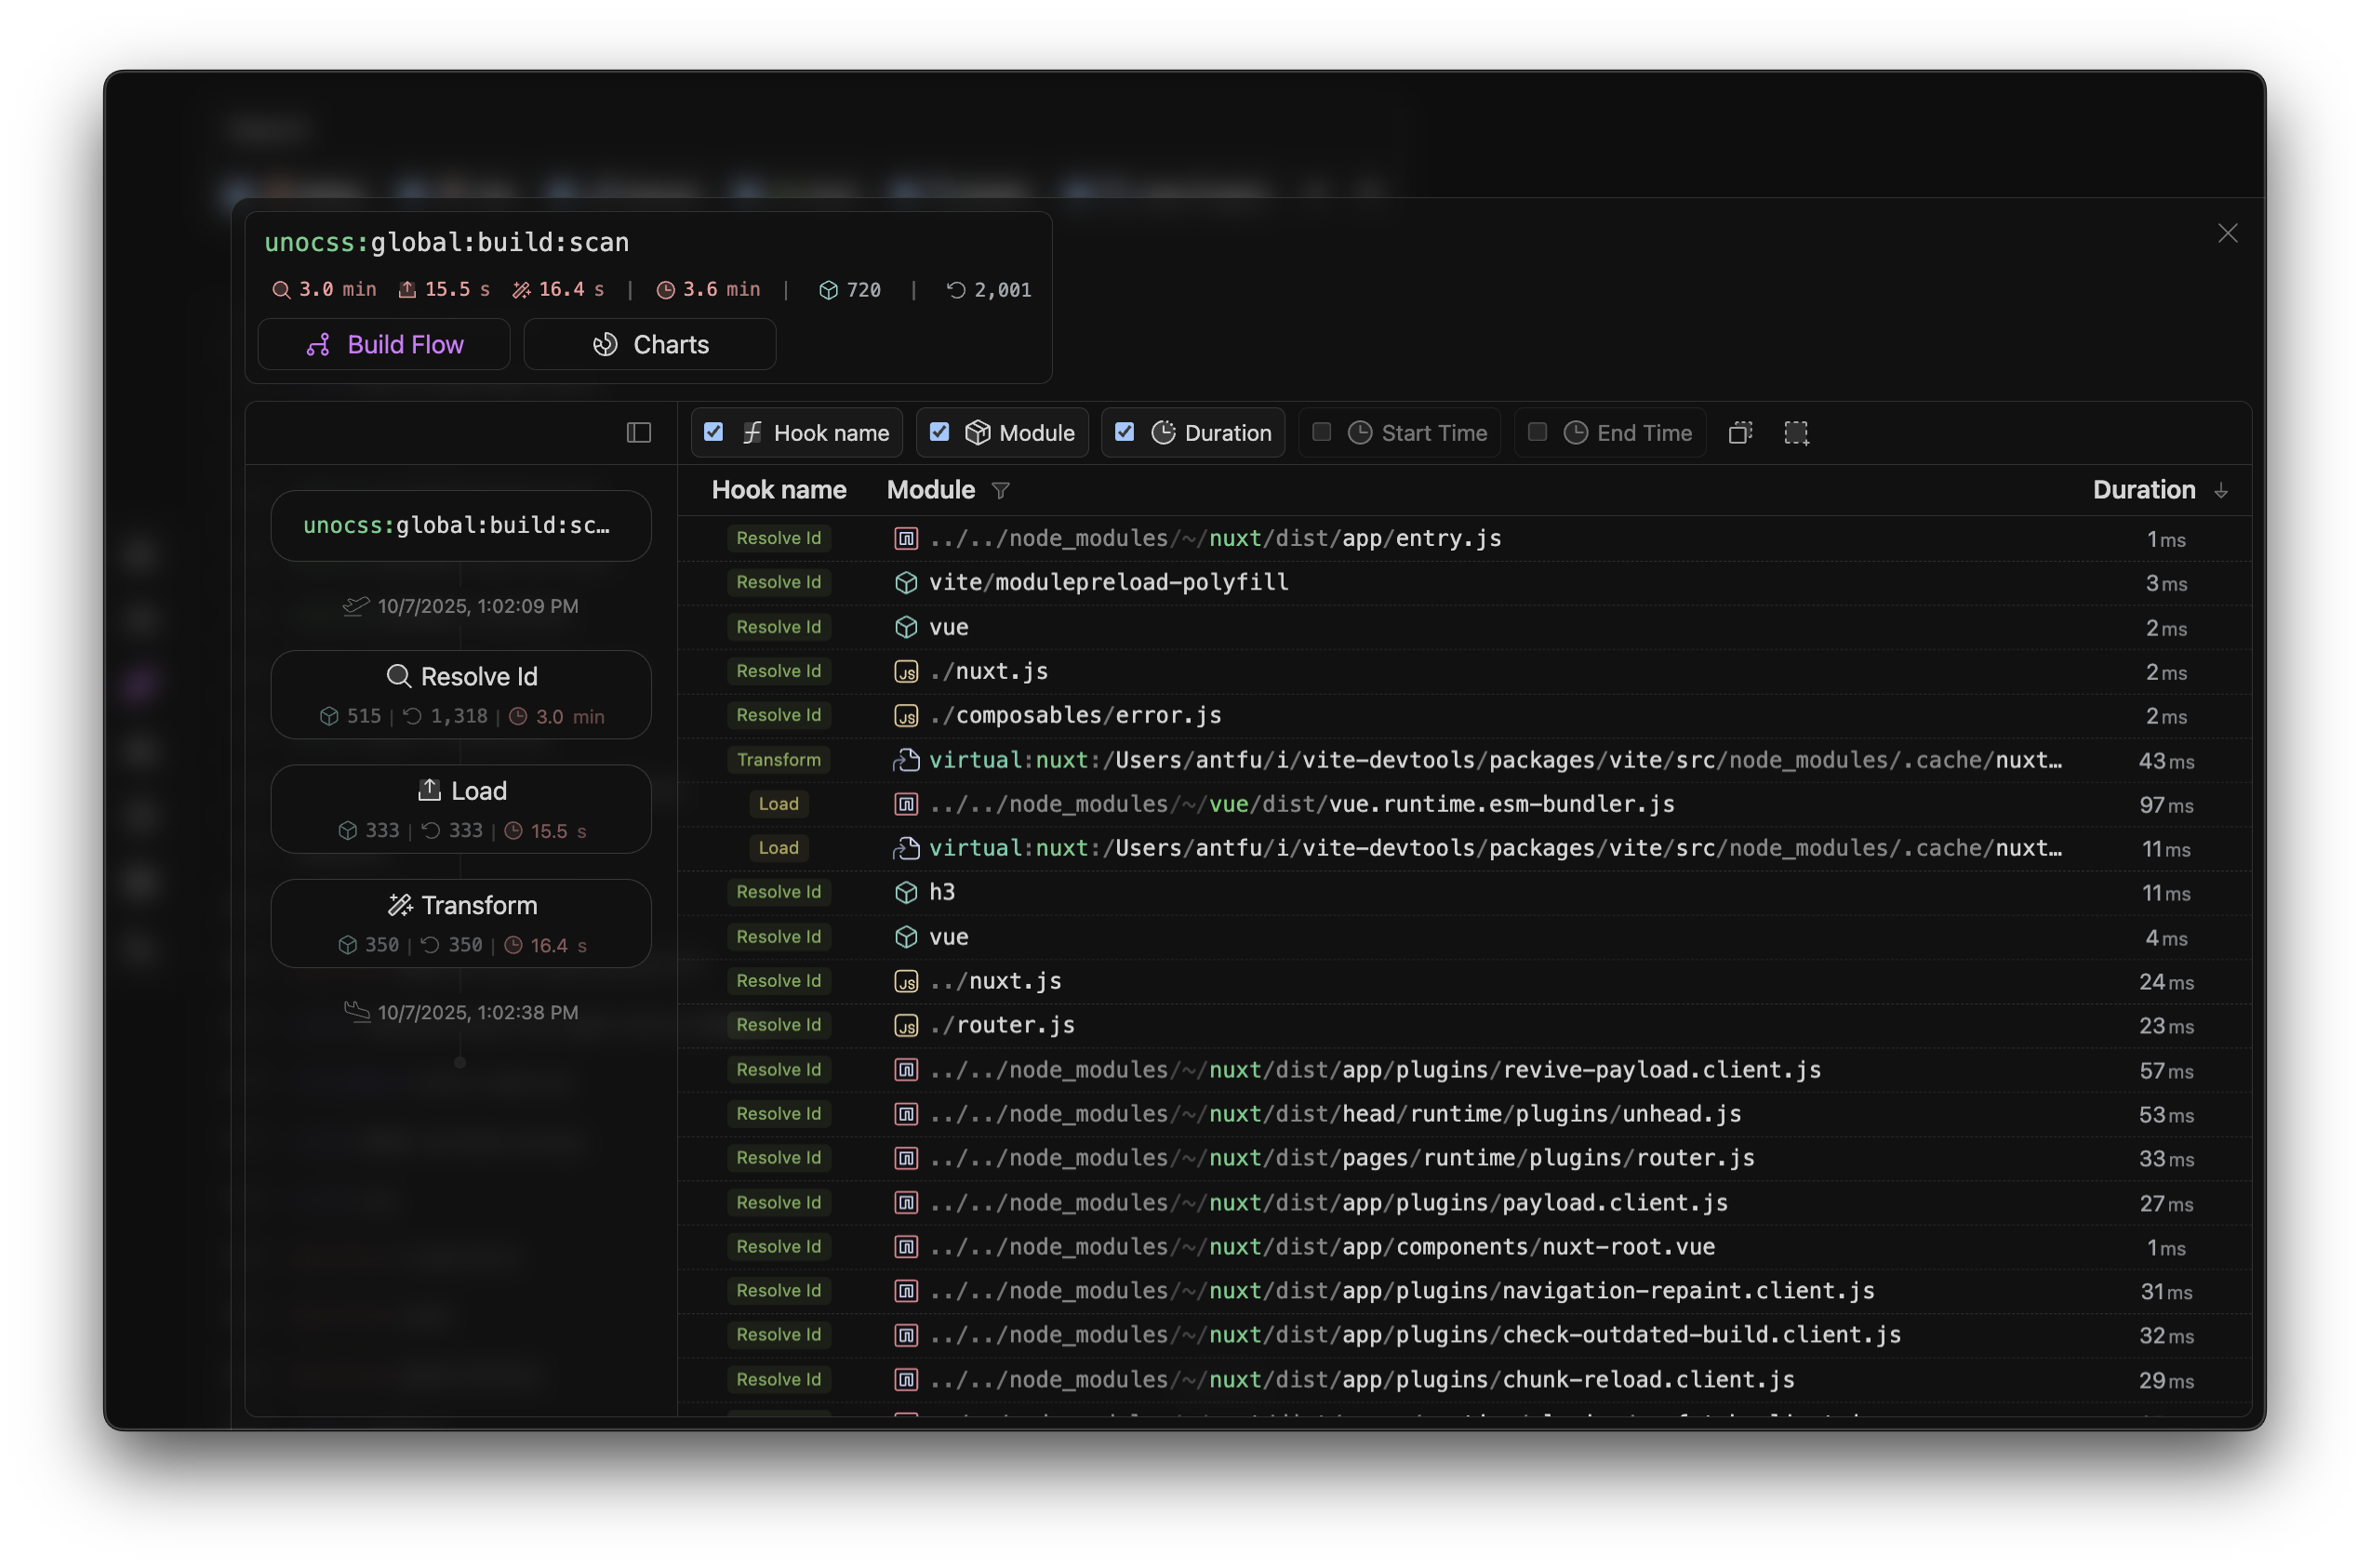 unocss:global:build:scan
3.0 min 15.5 s 16.4 s | 3.6 min | 720 | 2,001
Build Flow Charts
Hook name Module Duration Start Time End Time
unocss:global:build:sc…
10/7/2025, 1:02:09 PM
Resolve Id
515 | 1,318 | 3.0 min
Load
333 | 333 | 15.5 s
Transform
350 | 350 | 16.4 s
10/7/2025, 1:02:38 PM
Hook name Module Duration
Resolve Id ../../node_modules/~/nuxt/dist/app/entry.js 1ms
Resolve Id vite/modulepreload-polyfill 3ms
Resolve Id vue 2ms
Resolve Id JS ./nuxt.js 2ms
Resolve Id JS ./composables/error.js 2ms
Transform virtual:nuxt:/Users/antfu/i/vite-devtools/packages/vite/src/node_modules/.cache/nuxt… 43ms
Load ../../node_modules/~/vue/dist/vue.runtime.esm-bundler.js 97ms
Load virtual:nuxt:/Users/antfu/i/vite-devtools/packages/vite/src/node_modules/.cache/nuxt… 11ms
Resolve Id h3 11ms
Resolve Id vue 4ms
Resolve Id JS ../nuxt.js 24ms
Resolve Id JS ./router.js 23ms
Resolve Id ../../node_modules/~/nuxt/dist/app/plugins/revive-payload.client.js 57ms
Resolve Id ../../node_modules/~/nuxt/dist/head/runtime/plugins/unhead.js 53ms
Resolve Id ../../node_modules/~/nuxt/dist/pages/runtime/plugins/router.js 33ms
Resolve Id ../../node_modules/~/nuxt/dist/app/plugins/payload.client.js 27ms
Resolve Id ../../node_modules/~/nuxt/dist/app/components/nuxt-root.vue 1ms
Resolve Id ../../node_modules/~/nuxt/dist/app/plugins/navigation-repaint.client.js 31ms
Resolve Id ../../node_modules/~/nuxt/dist/app/plugins/check-outdated-build.client.js 32ms
Resolve Id ../../node_modules/~/nuxt/dist/app/plugins/chunk-reload.client.js 29ms